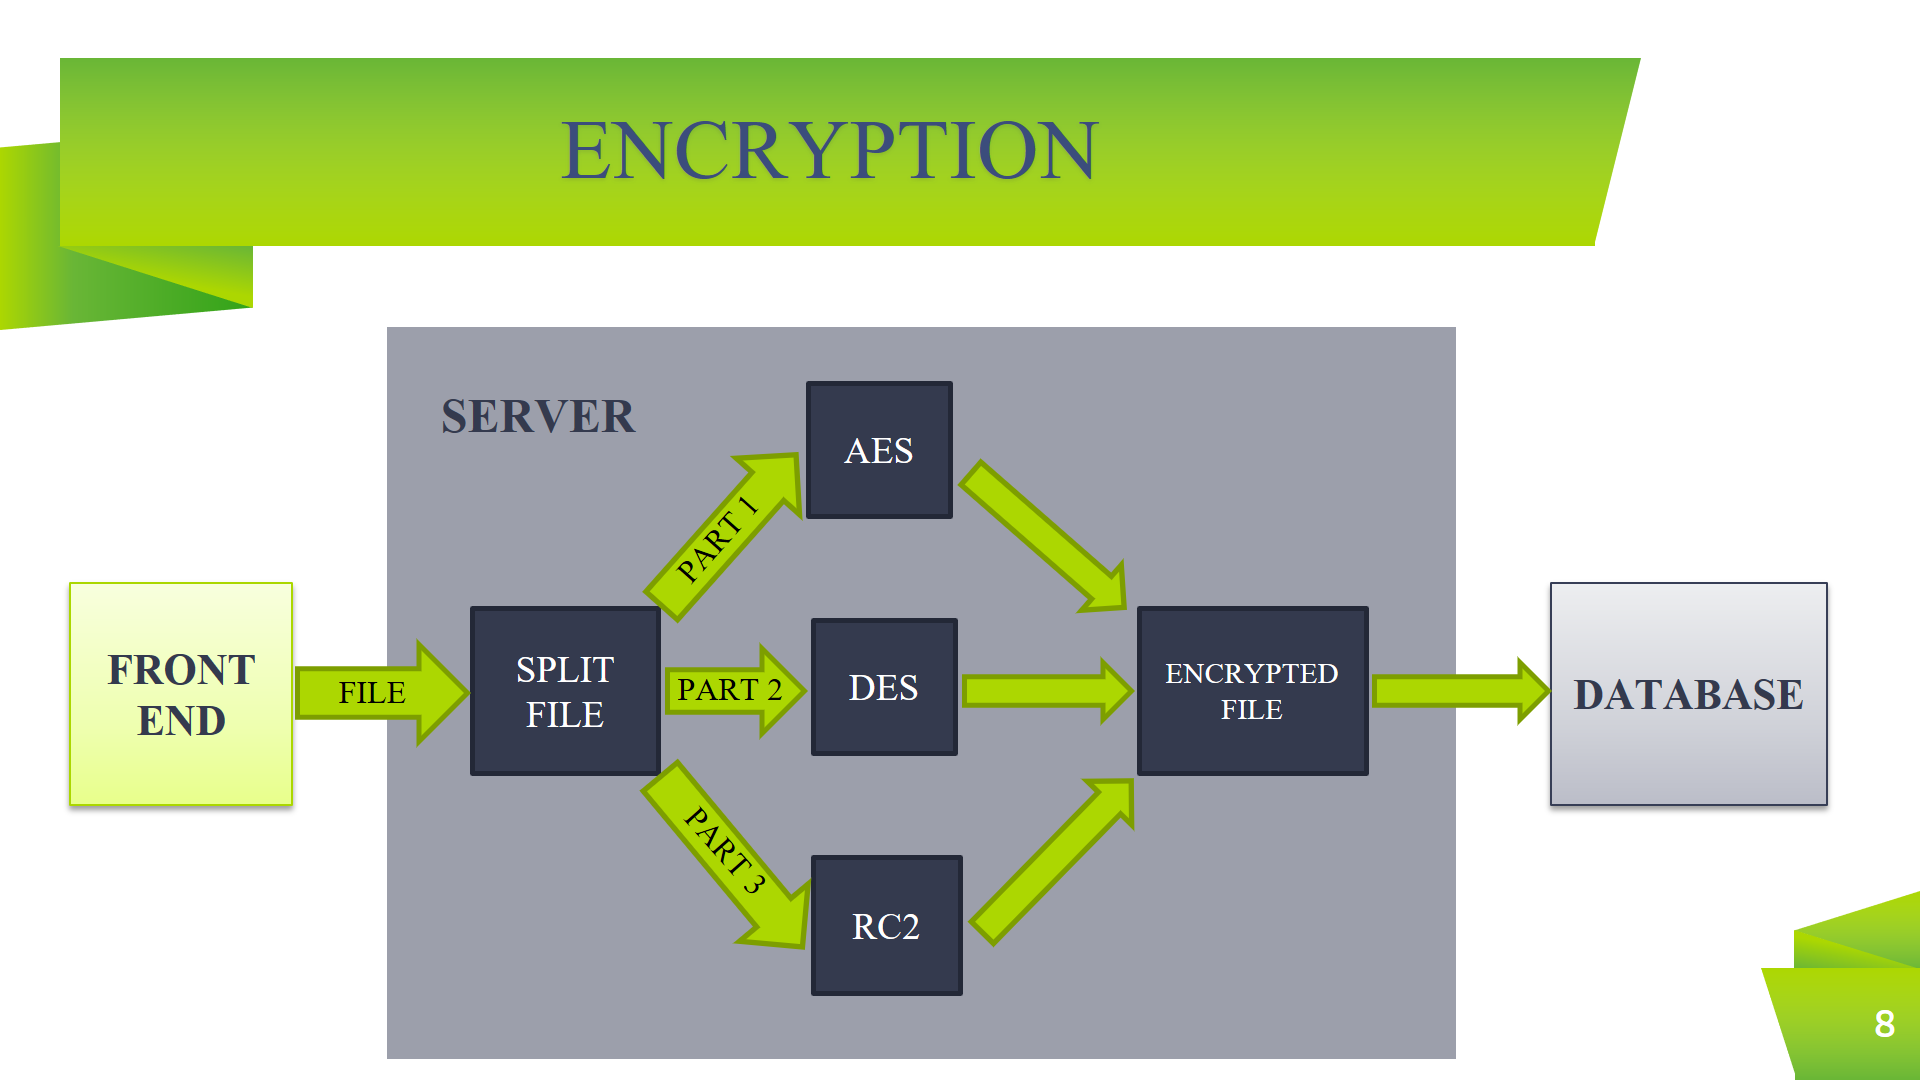 ENCRYPTION
SERVER
AES
PART 1
FRONT
END
FILE
SPLIT
FILE
PART 2
DES
ENCRYPTED
FILE
DATABASE
PART 3
RC2
8